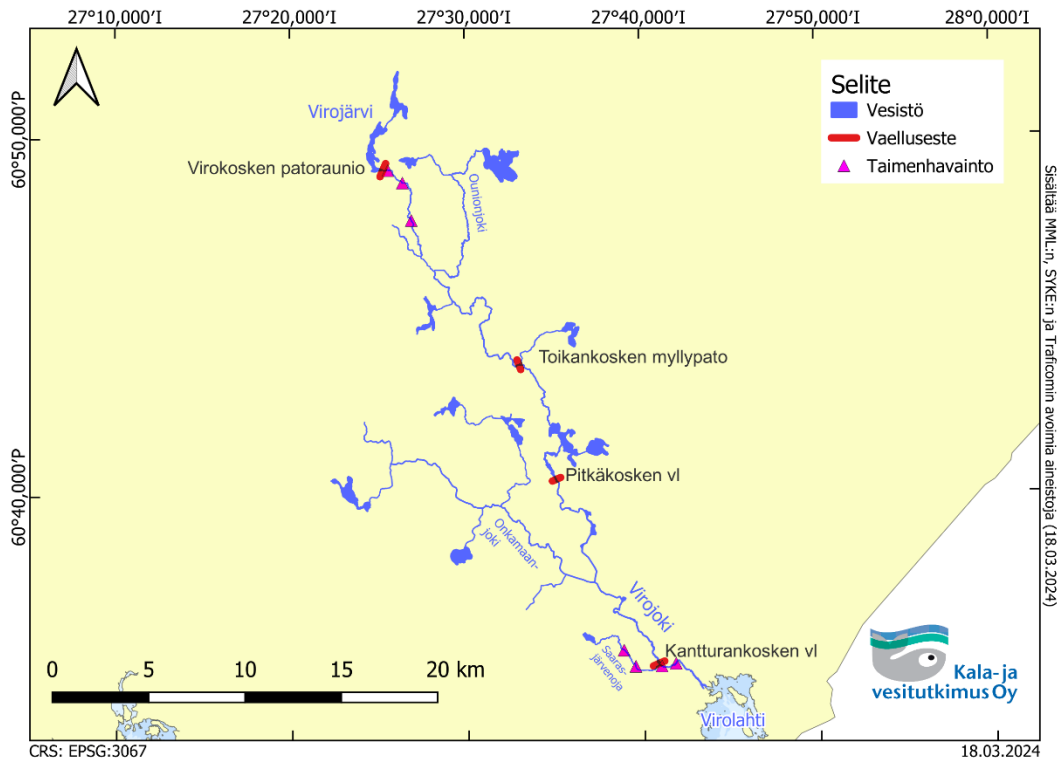 27°10,000′I
27°20,000′I
27°30,000′I
27°40,000′I
27°50,000′I
28°0,000′I
60°50,000′P
60°40,000′P
Selite
Vesistö
Vaelluseste
Taimenhavainto
Virojärvi
Virokosken patoraunio
Ounionjoki
Toikankosken myllypato
Pitkäkosken vl
Onkamaan-
joki
Virojoki
Saaras-
järvenoja
Kantturankosken vl
Virolahti
0 5 10 15 20 km
Kala-ja
vesitutkimus Oy
Sisältää MML:n, SYKE:n ja Traficomin avoimia aineistoja (18.03.2024)
CRS: EPSG:3067
18.03.2024